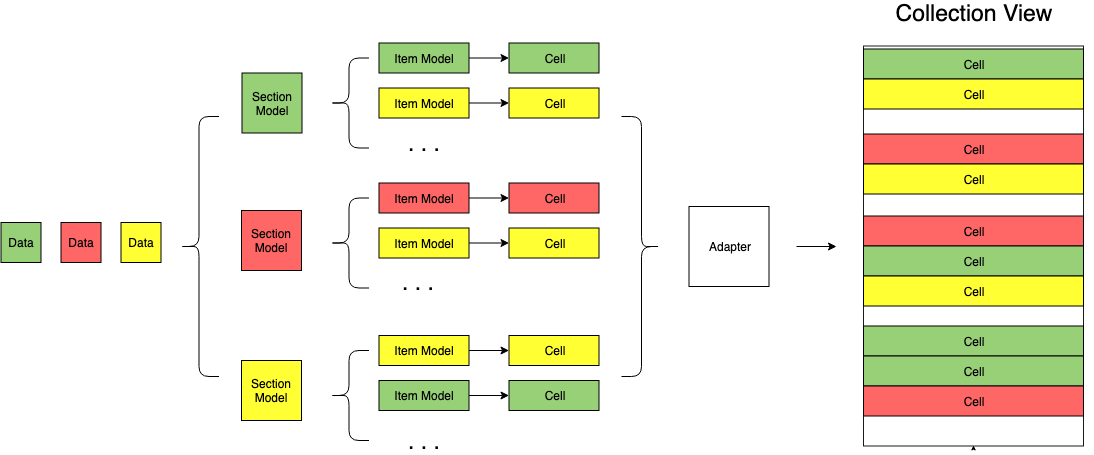 Collection View
Data
Data
Data
Section
Model
Item Model
Cell
Item Model
Cell
. . .
Section
Model
Item Model
Cell
Item Model
Cell
. . .
Section
Model
Item Model
Cell
Item Model
Cell
. . .
Adapter
Cell
Cell
Cell
Cell
Cell
Cell
Cell
Cell
Cell
Cell